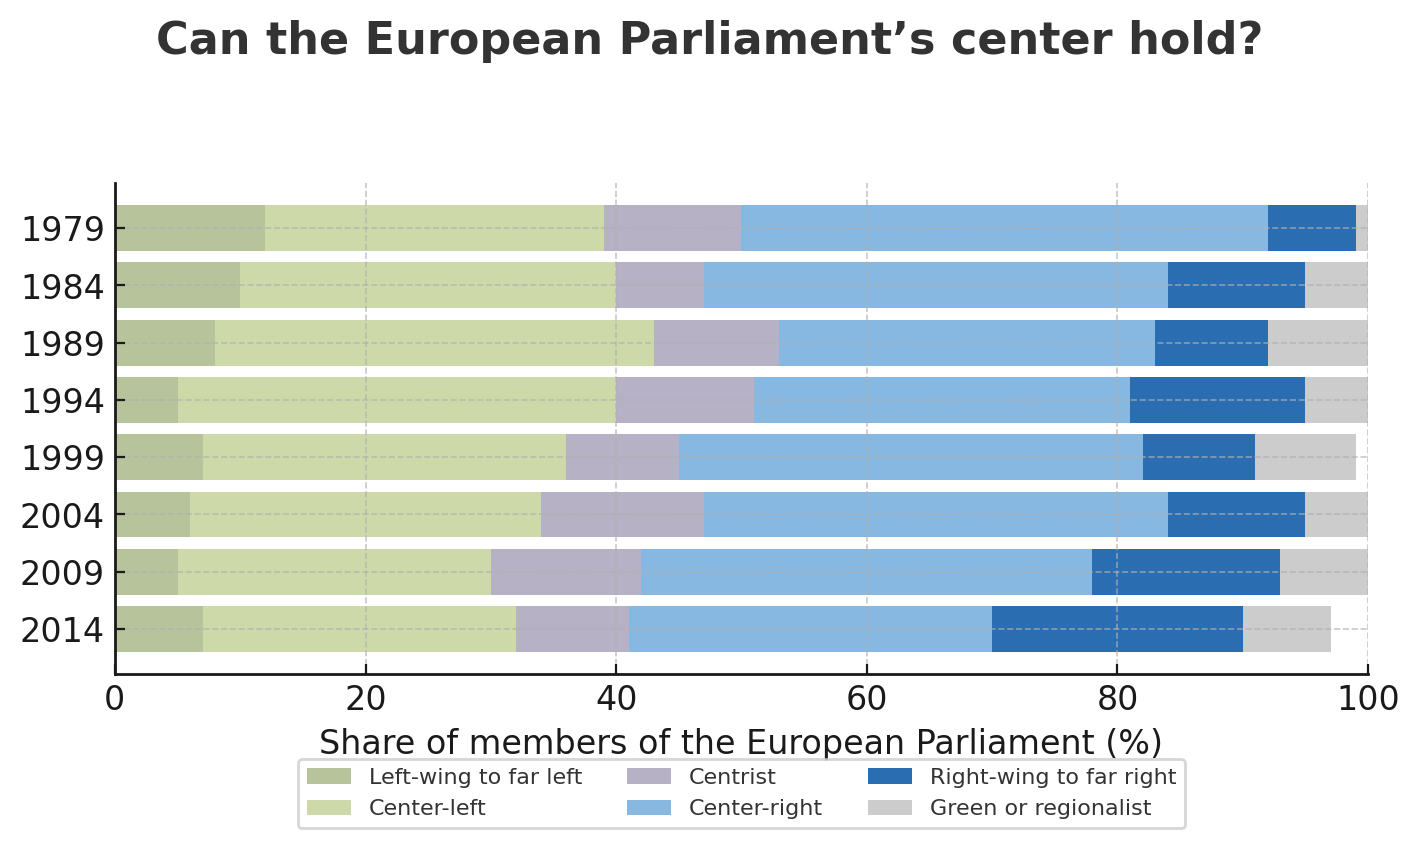 Can the European Parliament’s center hold?
1979
1984
1989
1994
1999
2004
2009
2014
0 20 40 60 80 100
Share of members of the European Parliament (%)
Left-wing to far left Centrist Right-wing to far right
Center-left Center-right Green or regionalist